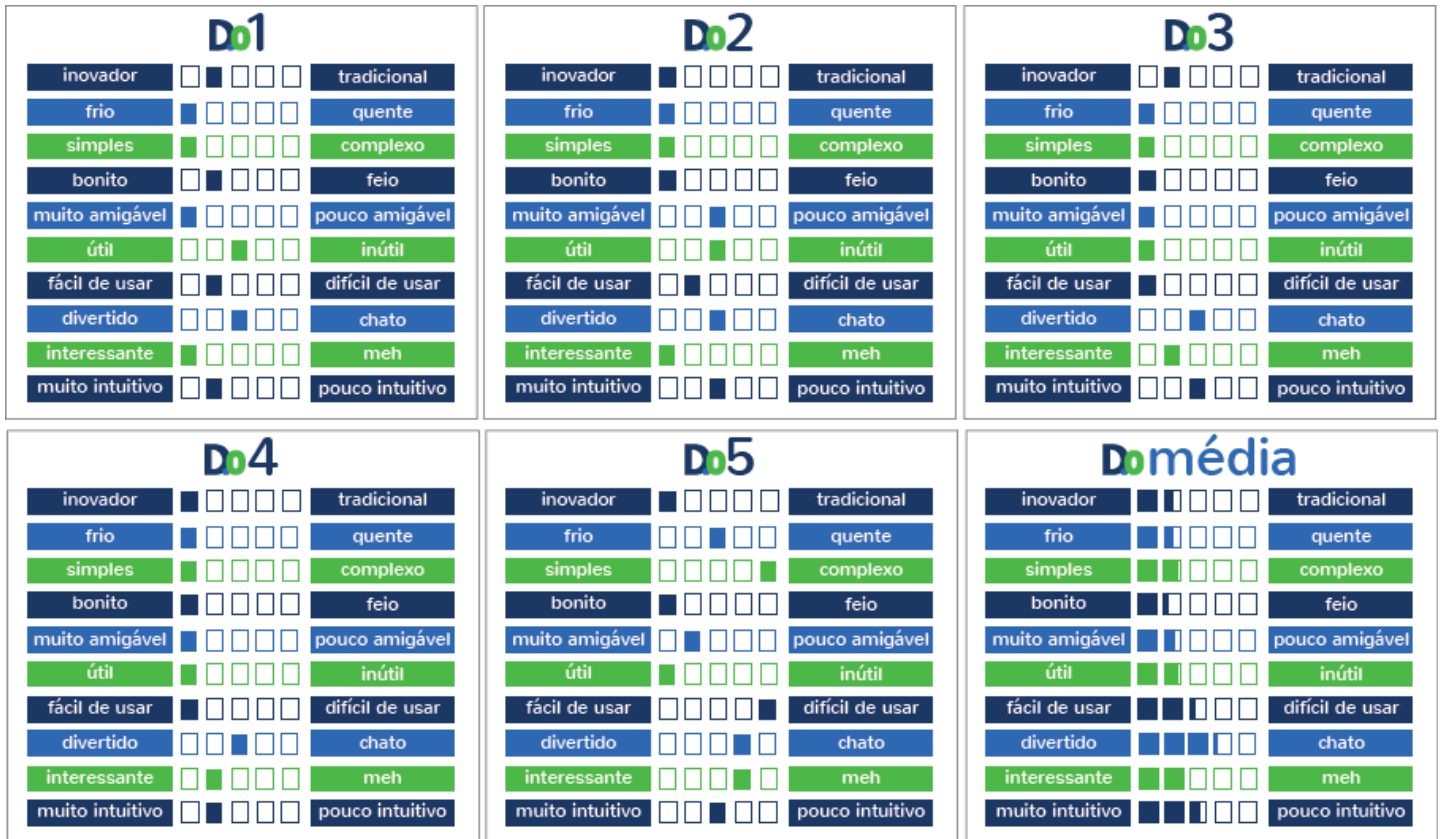 Do1
inovador tradicional
frio quente
simples complexo
bonito feio
muito amigável pouco amigável
útil inútil
fácil de usar difícil de usar
divertido chato
interessante meh
muito intuitivo pouco intuitivo
Do2
inovador tradicional
frio quente
simples complexo
bonito feio
muito amigável pouco amigável
útil inútil
fácil de usar difícil de usar
divertido chato
interessante meh
muito intuitivo pouco intuitivo
Do3
inovador tradicional
frio quente
simples complexo
bonito feio
muito amigável pouco amigável
útil inútil
fácil de usar difícil de usar
divertido chato
interessante meh
muito intuitivo pouco intuitivo
Do4
inovador tradicional
frio quente
simples complexo
bonito feio
muito amigável pouco amigável
útil inútil
fácil de usar difícil de usar
divertido chato
interessante meh
muito intuitivo pouco intuitivo
Do5
inovador tradicional
frio quente
simples complexo
bonito feio
muito amigável pouco amigável
útil inútil
fácil de usar difícil de usar
divertido chato
interessante meh
muito intuitivo pouco intuitivo
Do média
inovador tradicional
frio quente
simples complexo
bonito feio
muito amigável pouco amigável
útil inútil
fácil de usar difícil de usar
divertido chato
interessante meh
muito intuitivo pouco intuitivo